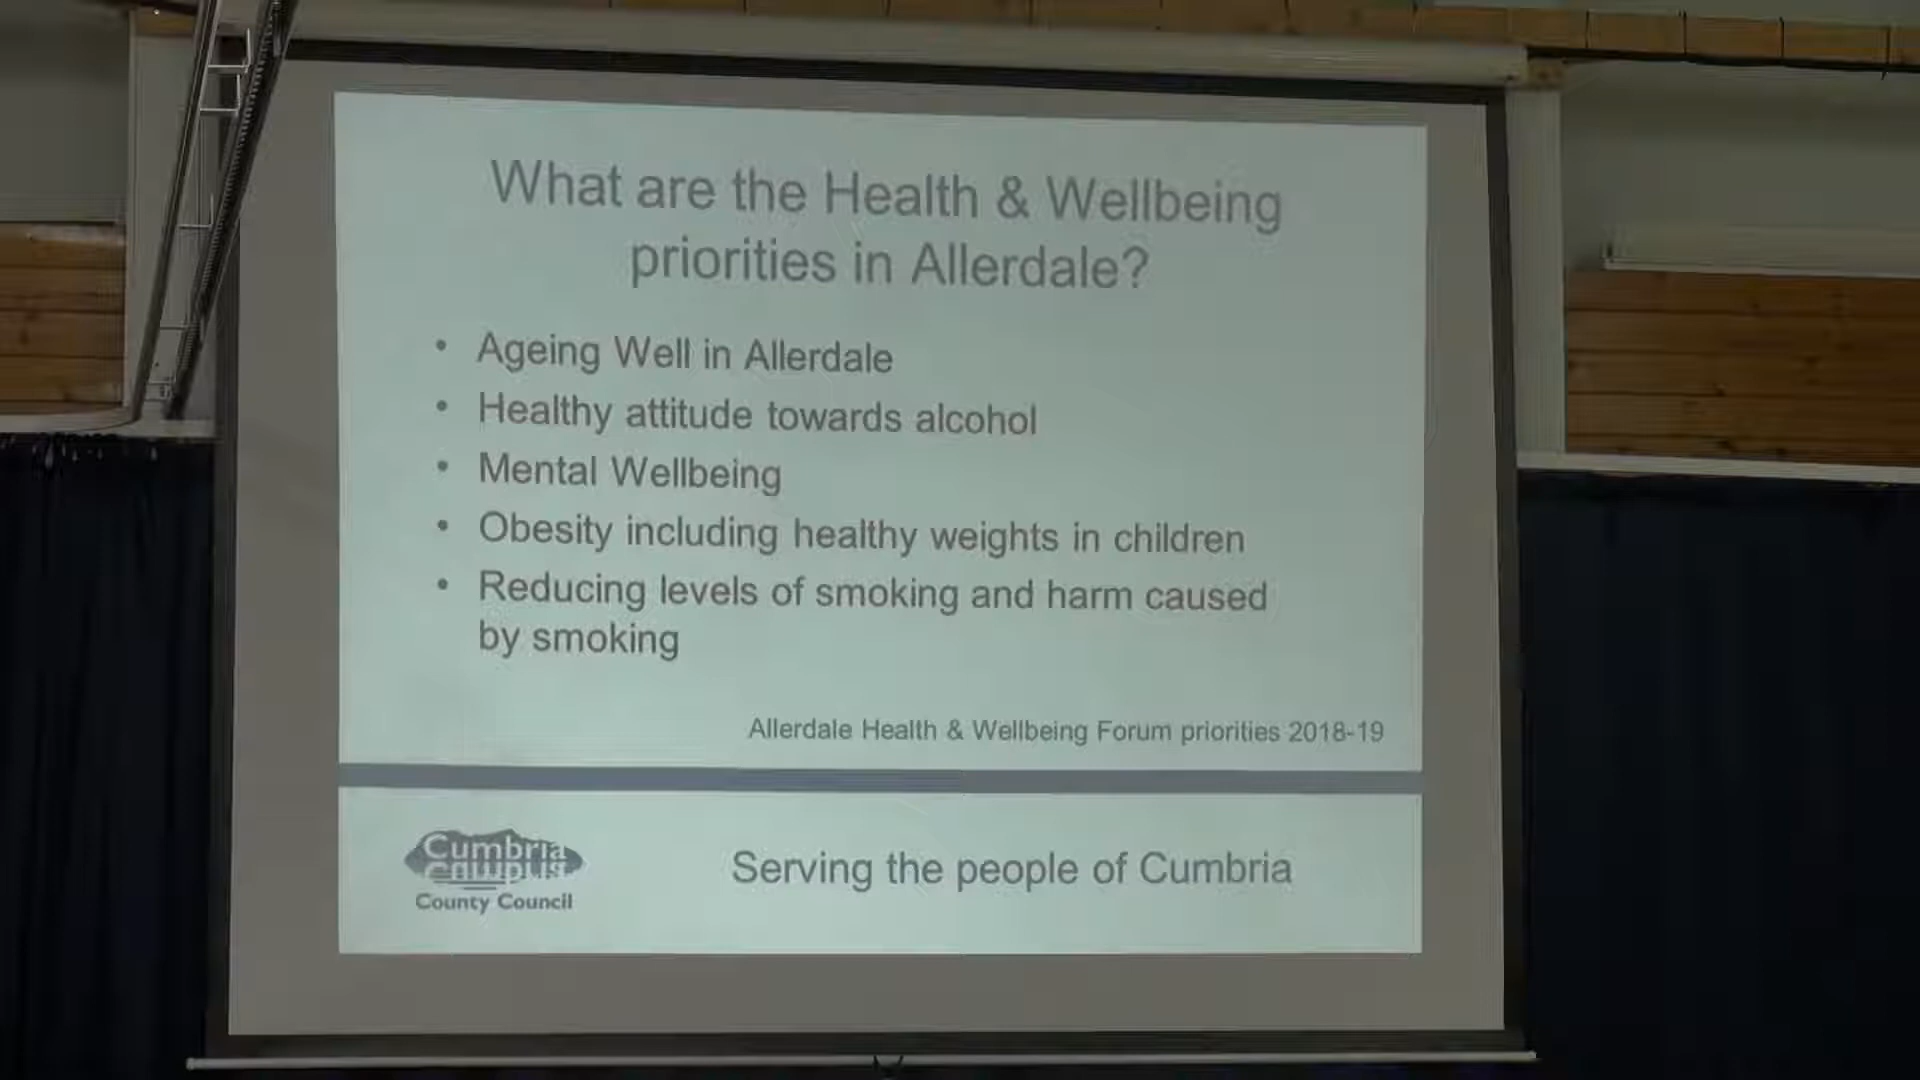 What are the Health & Wellbeing
priorities in Allerdale?
• Ageing Well in Allerdale
• Healthy attitude towards alcohol
• Mental Wellbeing
• Obesity including healthy weights in children
• Reducing levels of smoking and harm caused
by smoking
Allerdale Health & Wellbeing Forum priorities 2018-19
Cumbria
County Council
Serving the people of Cumbria